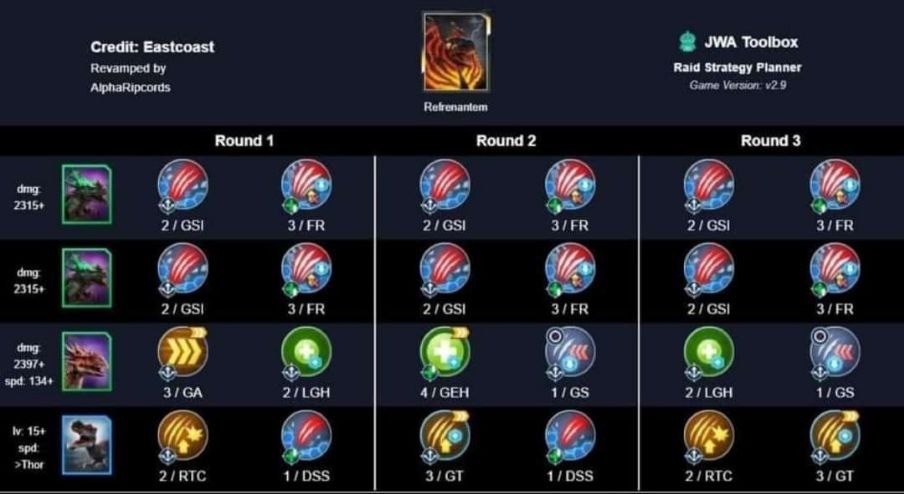 Credit: Eastcoast
Revamped by
AlphaRipcords
Refrenantem
JWA Toolbox
Raid Strategy Planner
Game Version: v2.9
Round 1
Round 2
Round 3
dmg:
2315+
2 / GSI
3 / FR
2 / GSI
3 / FR
2 / GSI
3 / FR
dmg:
2315+
2 / GSI
3 / FR
2 / GSI
3 / FR
2 / GSI
3 / FR
dmg:
2397+
spd: 134+
3 / GA
2 / LGH
4 / GEH
1 / GS
2 / LGH
1 / GS
lv: 15+
spd:
>Thor
2 / RTC
1 / DSS
3 / GT
1 / DSS
2 / RTC
3 / GT